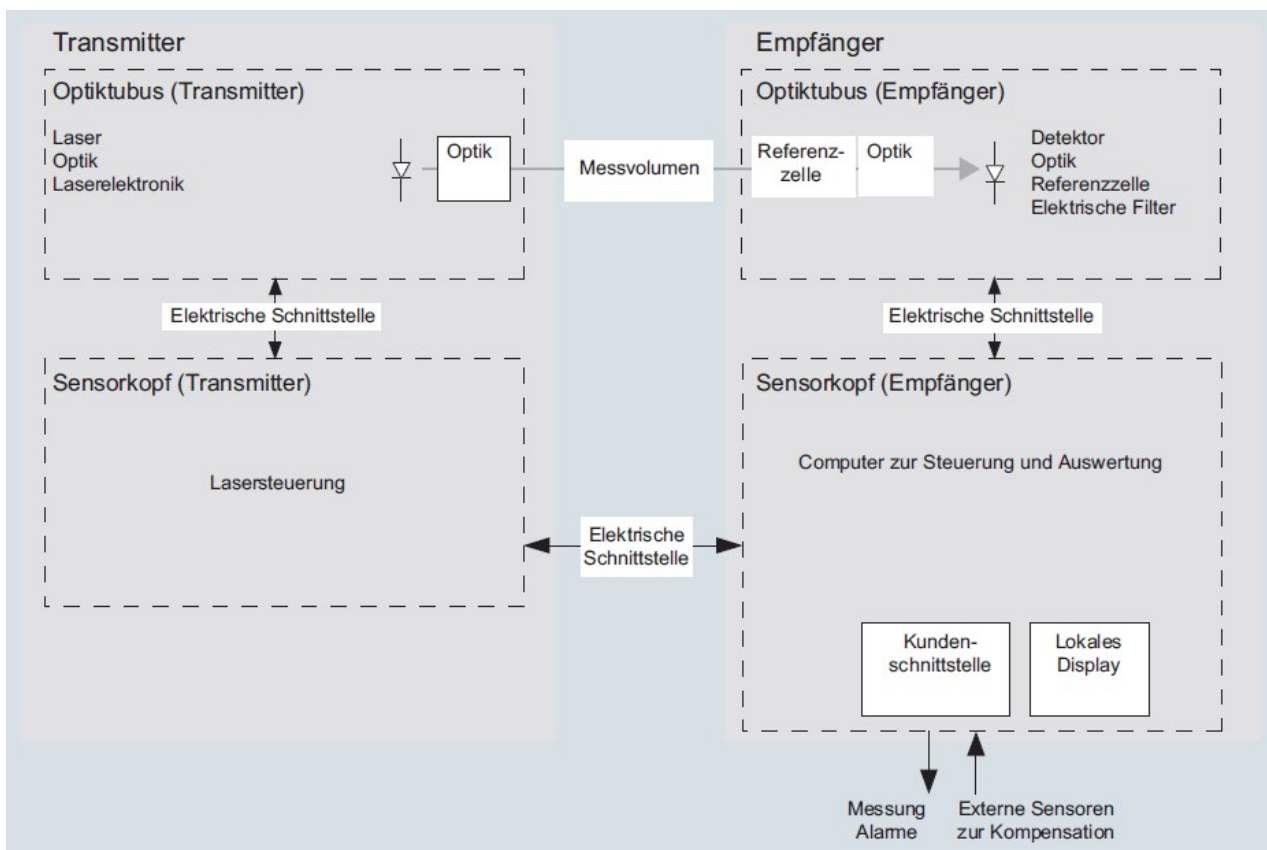 Transmitter
Optiktubus (Transmitter)
Laser
Optik
Laserelektronik
Optik
Messvolumen
Empfänger
Optiktubus (Empfänger)
Referenz-
zelle
Optik
Detektor
Optik
Referenzzelle
Elektrische Filter
Elektrische Schnittstelle
Elektrische Schnittstelle
Sensorkopf (Transmitter)
Lasersteuerung
Elektrische
Schnittstelle
Sensorkopf (Empfänger)
Computer zur Steuerung und Auswertung
Kunden-
schnittstelle
Lokales
Display
Messung
Alarme
Externe Sensoren
zur Kompensation